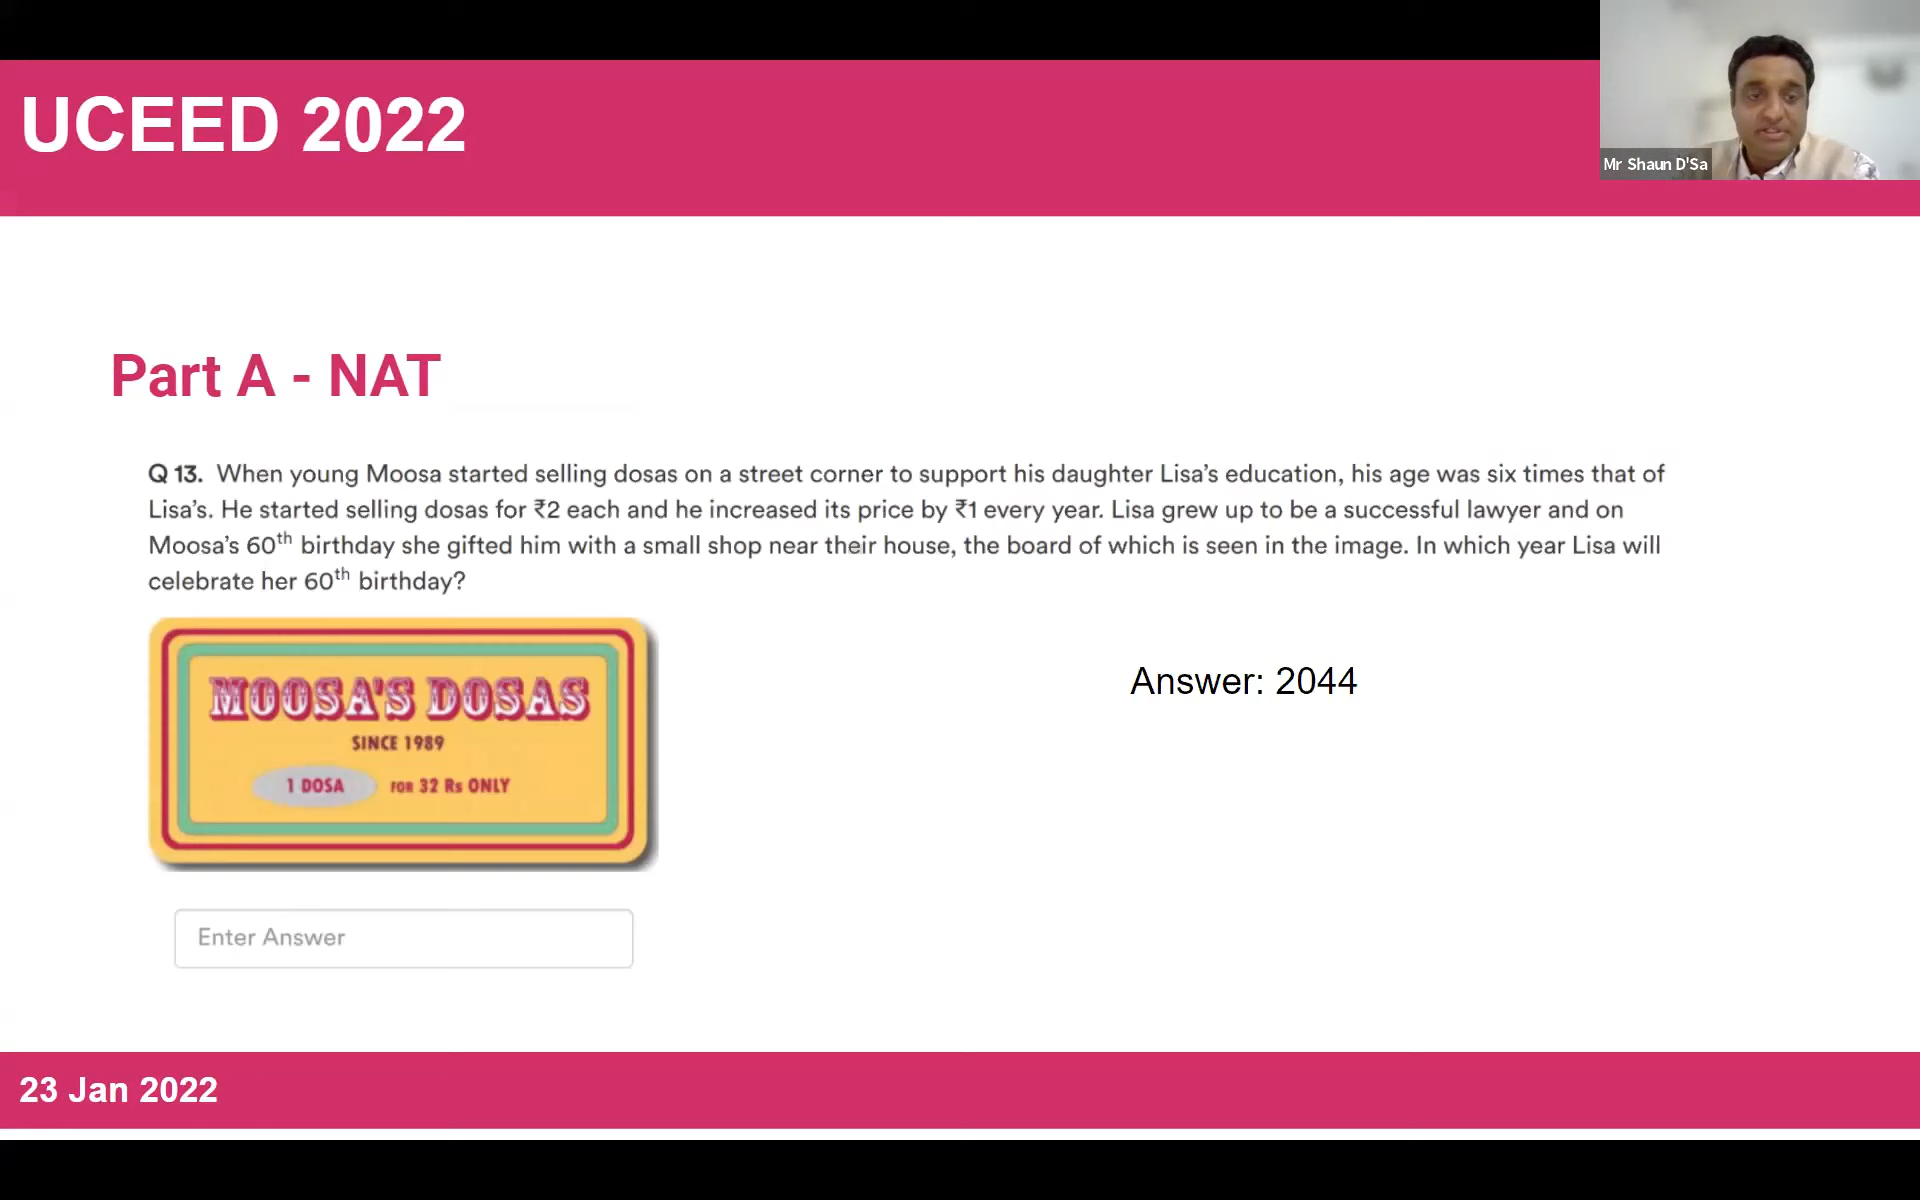 UCEED 2022
Mr Shaun D'Sa
Part A - NAT
Q 13. When young Moosa started selling dosas on a street corner to support his daughter Lisa's education, his age was six times that of
Lisa's. He started selling dosas for ₹2 each and he increased its price by ₹1 every year. Lisa grew up to be a successful lawyer and on
Moosa's 60th birthday she gifted him with a small shop near their house, the board of which is seen in the image. In which year Lisa will
celebrate her 60th birthday?
MOOSA'S DOSAS
SINCE 1989
1 DOSA FOR 32 Rs ONLY
Answer: 2044
Enter Answer
23 Jan 2022